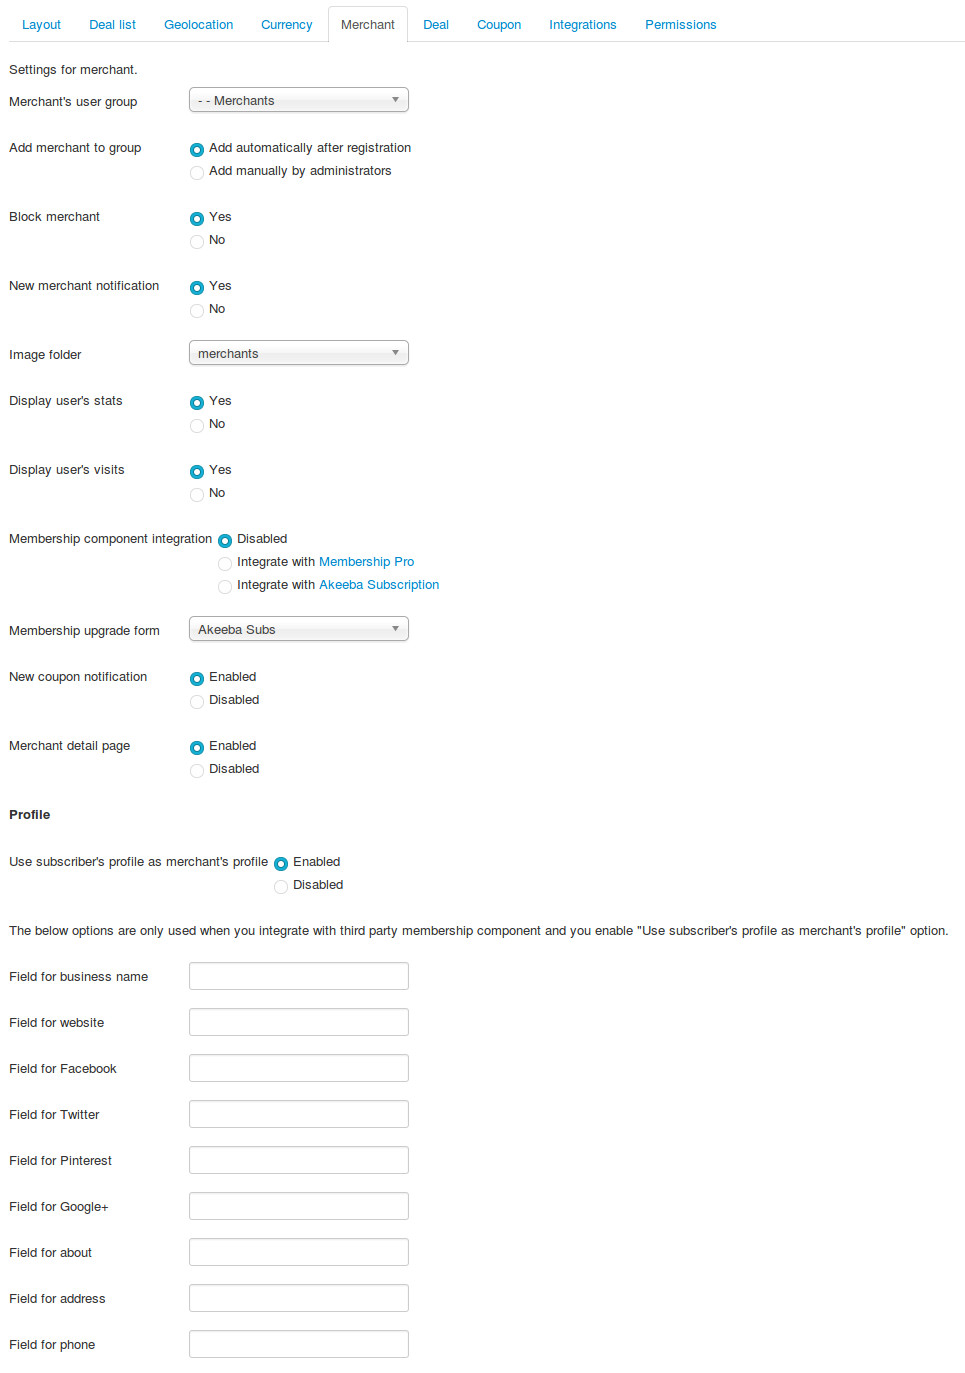 Layout Deal list Geolocation Currency Merchant Deal Coupon Integrations Permissions
Settings for merchant.
Merchant's user group - - Merchants
Add merchant to group Add automatically after registration
Add manually by administrators
Block merchant Yes
No
New merchant notification Yes
No
Image folder merchants
Display user's stats Yes
No
Display user's visits Yes
No
Membership component integration Disabled
Integrate with Membership Pro
Integrate with Akeeba Subscription
Membership upgrade form Akeeba Subs
New coupon notification Enabled
Disabled
Merchant detail page Enabled
Disabled
Profile
Use subscriber's profile as merchant's profile Enabled
Disabled
The below options are only used when you integrate with third party membership component and you enable "Use subscriber's profile as merchant's profile" option.
Field for business name
Field for website
Field for Facebook
Field for Twitter
Field for Pinterest
Field for Google+
Field for about
Field for address
Field for phone